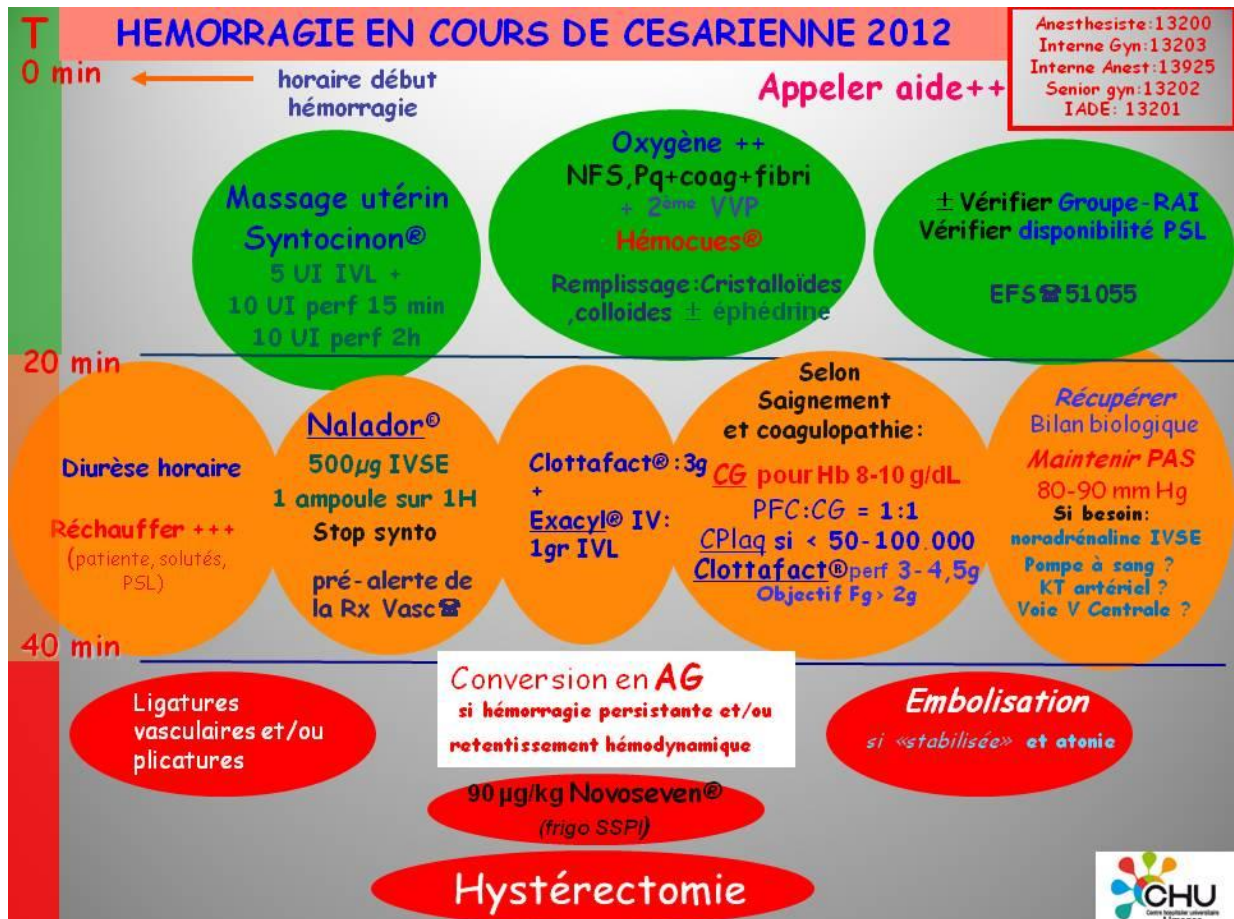 T
HEMORRAGIE EN COURS DE CESARIENNE 2012
Anesthesiste:13200
Interne Gyn:13203
Interne Anest:13925
Senior gyn:13202
IADE: 13201
0 min
horaire début
hémorragie
Appeler aide++
Massage utérin
Syntocinon®
5 UI IVL +
10 UI perf 15 min
10 UI perf 2h
Oxygène ++
NFS,Pq+coag+fibri
+ 2ème VVP
Hémocues®
Remplissage:Cristalloïdes
,colloides ± éphédrine
± Vérifier Groupe-RAI
Vérifier disponibilité PSL
EFS☎51055
20 min
Diurèse horaire
Réchauffer +++
(patiente, solutés,
PSL)
Nalador®
500µg IVSE
1 ampoule sur 1H
Stop synto
pré-alerte de
la Rx Vasc☎
Clottafact®:3g
+
Exacyl® IV:
1gr IVL
Selon
Saignement
et coagulopathie:
CG pour Hb 8-10 g/dL
PFC:CG = 1:1
CPlaq si < 50-100.000
Clottafact®perf 3-4,5g
Objectif Fg> 2g
Récupérer
Bilan biologique
Maintenir PAS
80-90 mm Hg
Si besoin:
noradrénaline IVSE
Pompe à sang ?
KT artériel ?
Voie V Centrale ?
40 min
Ligatures
vasculaires et/ou
plicatures
Conversion en AG
si hémorragie persistante et/ou
retentissement hémodynamique
Embolisation
si «stabilisée» et atonie
90 µg/kg Novoseven®
(frigo SSPI)
Hystérectomie
CHU
Centre hospitalier universitaire